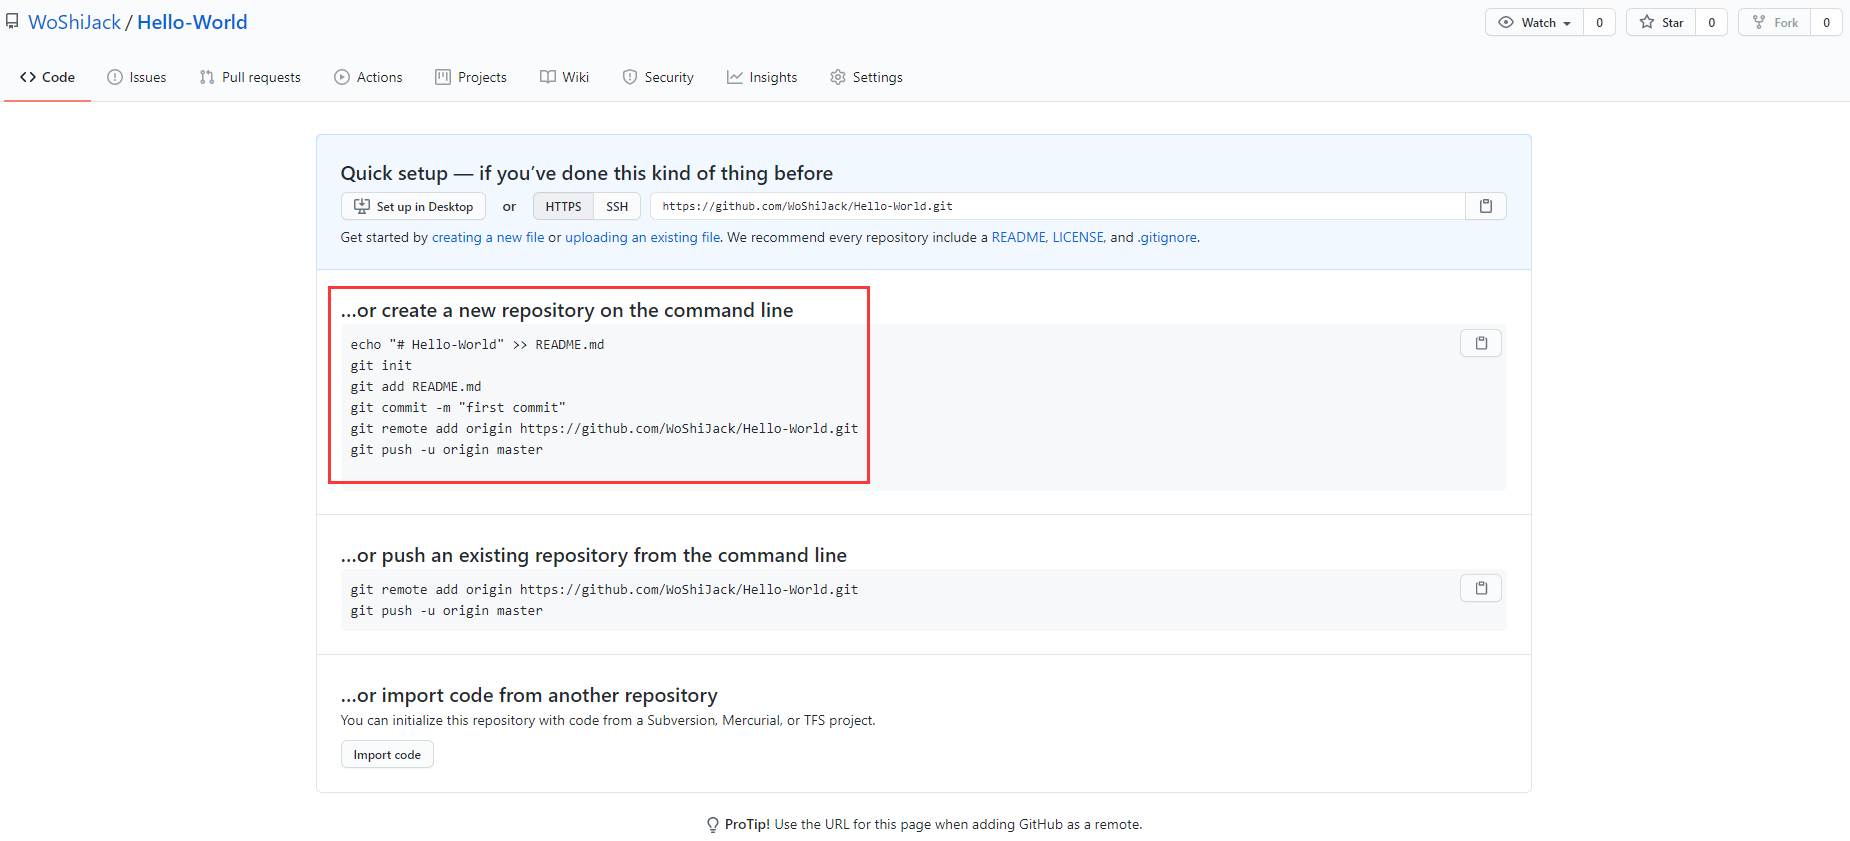 WoShiJack / Hello-World
Watch 0 Star 0 Fork 0
Code Issues Pull requests Actions Projects Wiki Security Insights Settings
Quick setup — if you've done this kind of thing before
Set up in Desktop or HTTPS SSH https://github.com/WoShiJack/Hello-World.git
Get started by creating a new file or uploading an existing file. We recommend every repository include a README, LICENSE, and .gitignore.
…or create a new repository on the command line
echo "# Hello-World" >> README.md
git init
git add README.md
git commit -m "first commit"
git remote add origin https://github.com/WoShiJack/Hello-World.git
git push -u origin master
…or push an existing repository from the command line
git remote add origin https://github.com/WoShiJack/Hello-World.git
git push -u origin master
…or import code from another repository
You can initialize this repository with code from a Subversion, Mercurial, or TFS project.
Import code
ProTip! Use the URL for this page when adding GitHub as a remote.